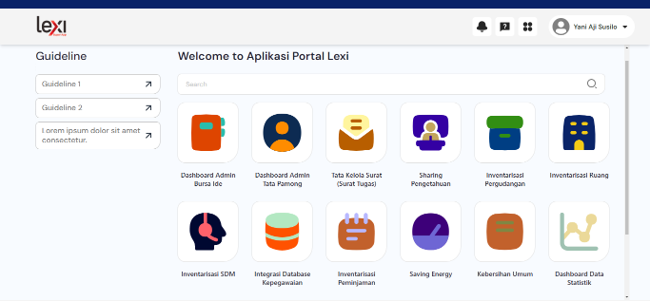 lexi
Yani Aji Susilo
Guideline
Guideline 1
Guideline 2
Lorem ipsum dolor sit amet
consectetur.
Welcome to Aplikasi Portal Lexi
Search
Dashboard Admin
Bursa Ide
Dashboard Admin
Tata Pamong
Tata Kelola Surat
(Surat Tugas)
Sharing
Pengetahuan
Inventarisasi
Pergudangan
Inventarisasi Ruang
Inventarisasi SDM
Integrasi Database
Kepegawaian
Inventarisasi
Peminjaman
Saving Energy
Kebersihan Umum
Dashboard Data
Statistik